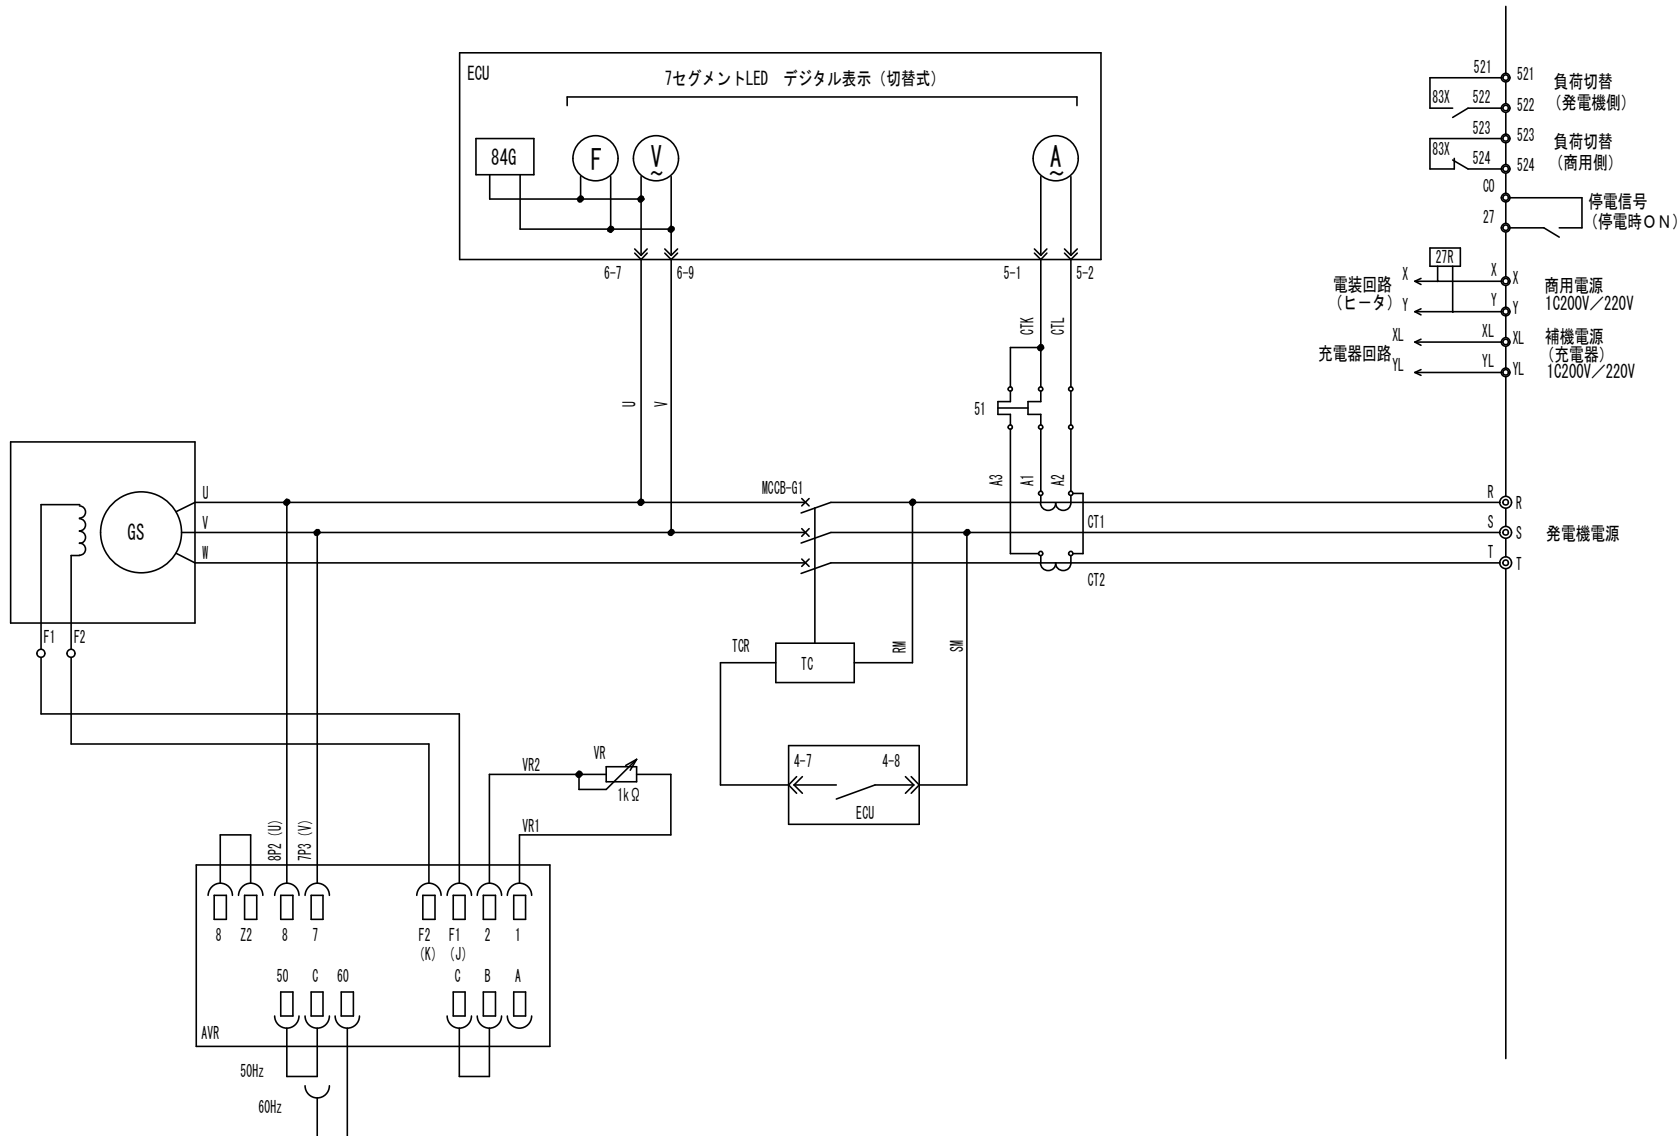 ECU
7セグメントLED　デジタル表示（切替式）
84G
F
V
~
A
~
6-7
6-9
5-1
5-2
521
521
負荷切替
83X
522
522
（発電機側）
523
523
負荷切替
83X
524
524
（商用側）
CO
停電信号
27
（停電時ON）
27R
電装回路
X
X
X
商用電源
（ヒータ）
Y
Y
Y
1C200V／220V
XL
XL
XL
補機電源
充電器回路
（充電器）
YL
YL
YL
1C200V／220V
CTK
CTL
51
U
V
A3
A1
A2
GS
U
V
W
MCCB-G1
CT1
CT2
R
R
S
S
発電機電源
T
T
F1
F2
TCR
TC
RM
SM
4-7
4-8
ECU
VR2
VR
1kΩ
VR1
8P2（U）
7P3（V）
8
Z2
8
7
F2
F1
2
1
（K）
（J）
50
C
60
C
B
A
AVR
50Hz
60Hz